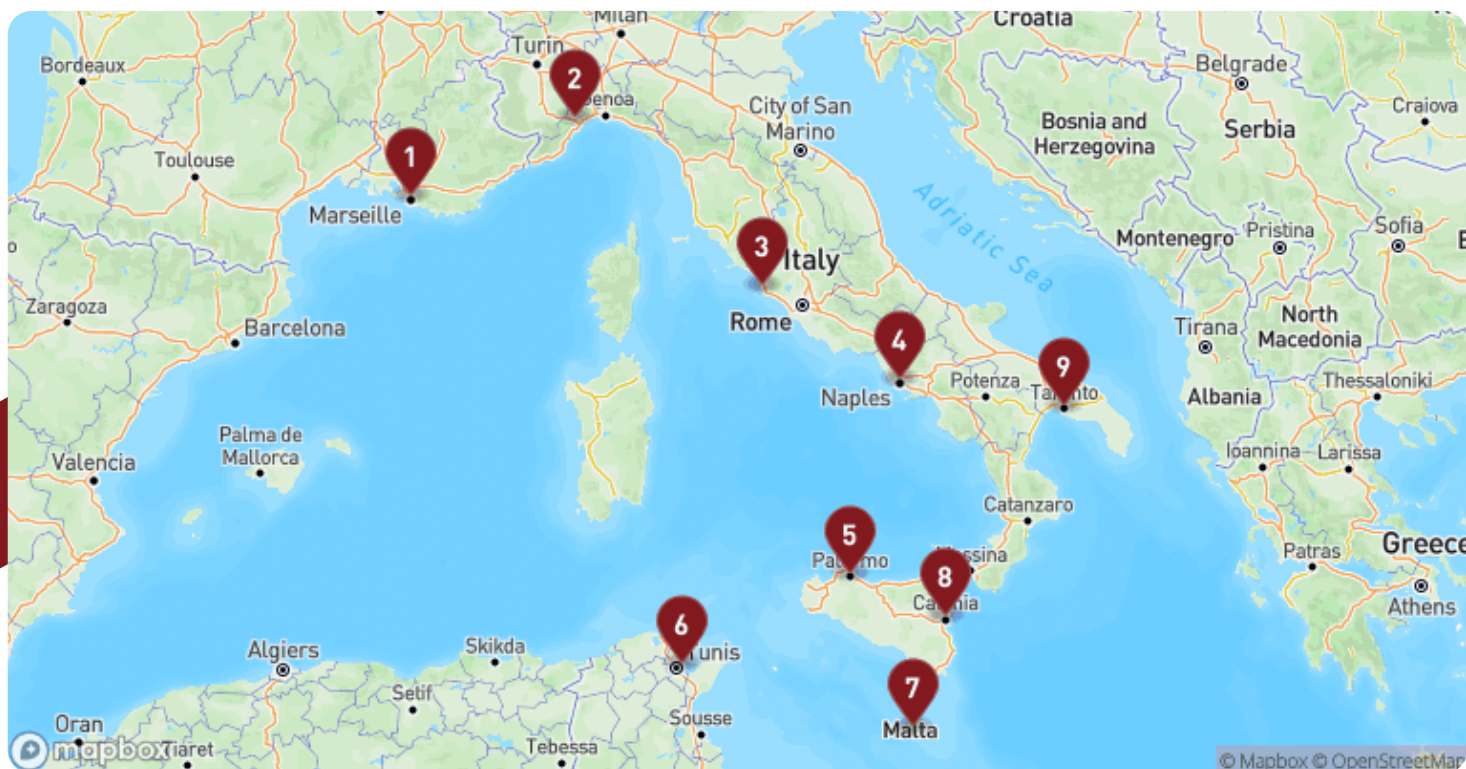 Milan
Croatia
Turin
Bordeaux
2
Genoa
Belgrade
City of San
Marino
Craiova
Bosnia and
Herzegovina
Serbia
1
Toulouse
Marseille
Adriatic Sea
Montenegro
Pristina
Sofia
3
Italy
Zaragoza
Barcelona
Rome
Tirana
North
Macedonia
4
9
Naples
Potenza
Taranto
Albania
Thessaloniki
Palma de
Mallorca
Valencia
Ioannina
Larissa
Catanzaro
5
Palermo
Messina
Patras
Greece
8
Catania
Athens
6
Algiers
Skikda
Tunis
7
Setif
Malta
Oran
Sousse
mapbox
Tiaret
Tebessa
© Mapbox © OpenStreetMap